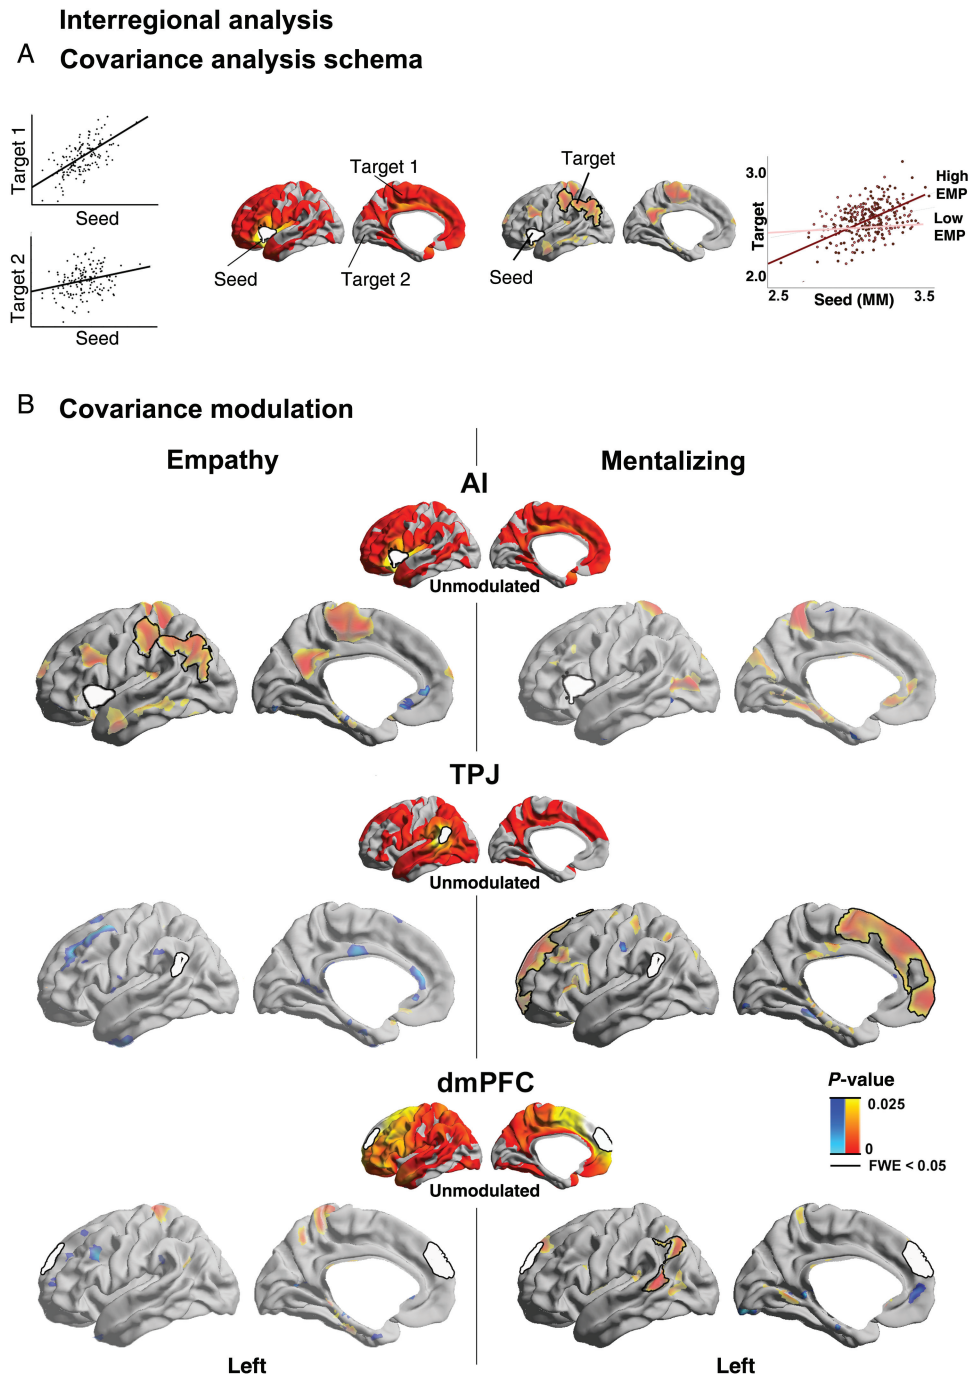 Interregional analysis
A Covariance analysis schema
Target 1
Seed
Target 2
Seed
Target 1
Seed
Target 2
Target
Seed
3.0
Target
2.0
2.5
Seed (MM)
3.5
High
EMP
Low
EMP
B Covariance modulation
Empathy
Mentalizing
AI
Unmodulated
TPJ
Unmodulated
dmPFC
Unmodulated
P-value
0.025
0
FWE < 0.05
Left
Left